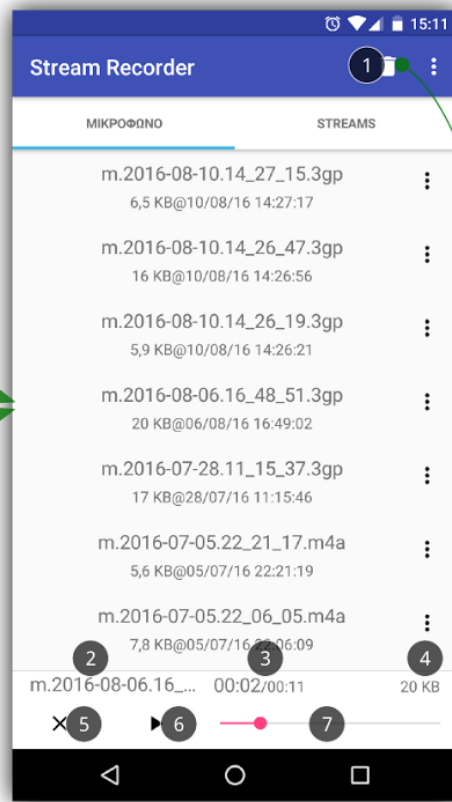 15:11
Stream Recorder
1
ΜΙΚΡΟΦΩΝΟ STREAMS
m.2016-08-10.14_27_15.3gp
6,5 KB@10/08/16 14:27:17
m.2016-08-10.14_26_47.3gp
16 KB@10/08/16 14:26:56
m.2016-08-10.14_26_19.3gp
5,9 KB@10/08/16 14:26:21
m.2016-08-06.16_48_51.3gp
20 KB@06/08/16 16:49:02
m.2016-07-28.11_15_37.3gp
17 KB@28/07/16 11:15:46
m.2016-07-05.22_21_17.m4a
5,6 KB@05/07/16 22:21:19
m.2016-07-05.22_06_05.m4a
7,8 KB@05/07/16 22:06:09
2 3 4
m.2016-08-06.16_... 00:02/00:11 20 KB
5 6 7